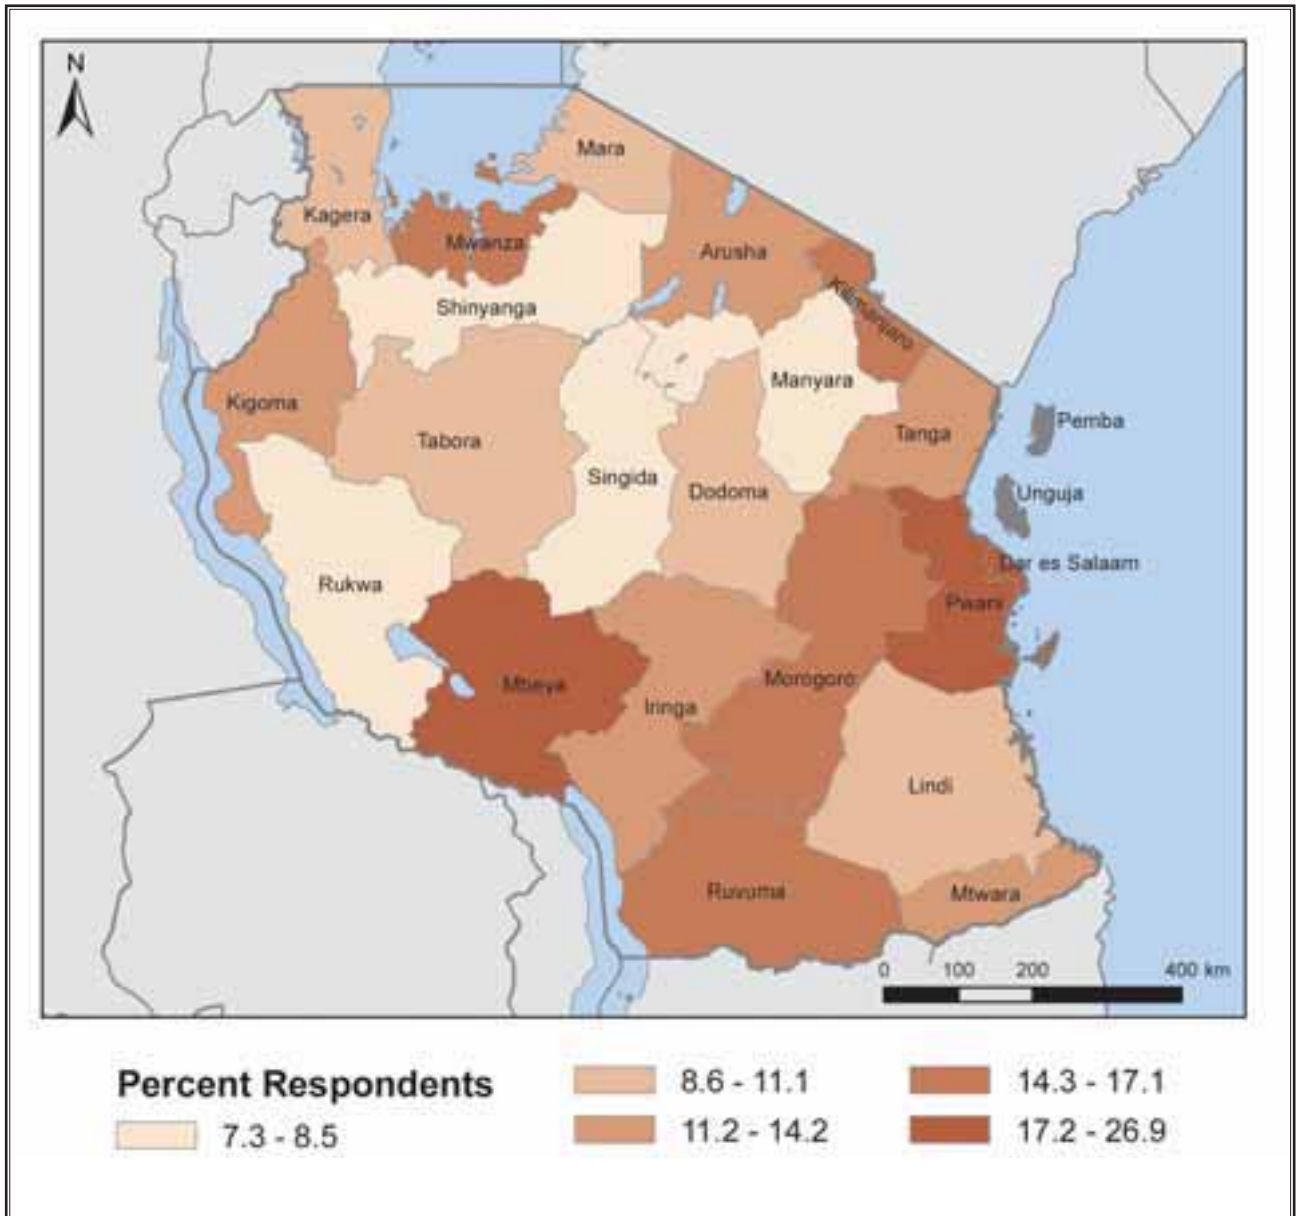 N
Mara
Kagera
Mwanza
Arusha
Shinyanga
Kilimanjaro
Manyara
Kigoma
Tabora
Tanga
Pemba
Singida
Dodoma
Unguja
Dar es Salaam
Rukwa
Pwani
Mbeya
Iringa
Morogoro
Lindi
Ruvuma
Mtwara
0 100 200 400 km
Percent Respondents
7.3 - 8.5
8.6 - 11.1
11.2 - 14.2
14.3 - 17.1
17.2 - 26.9